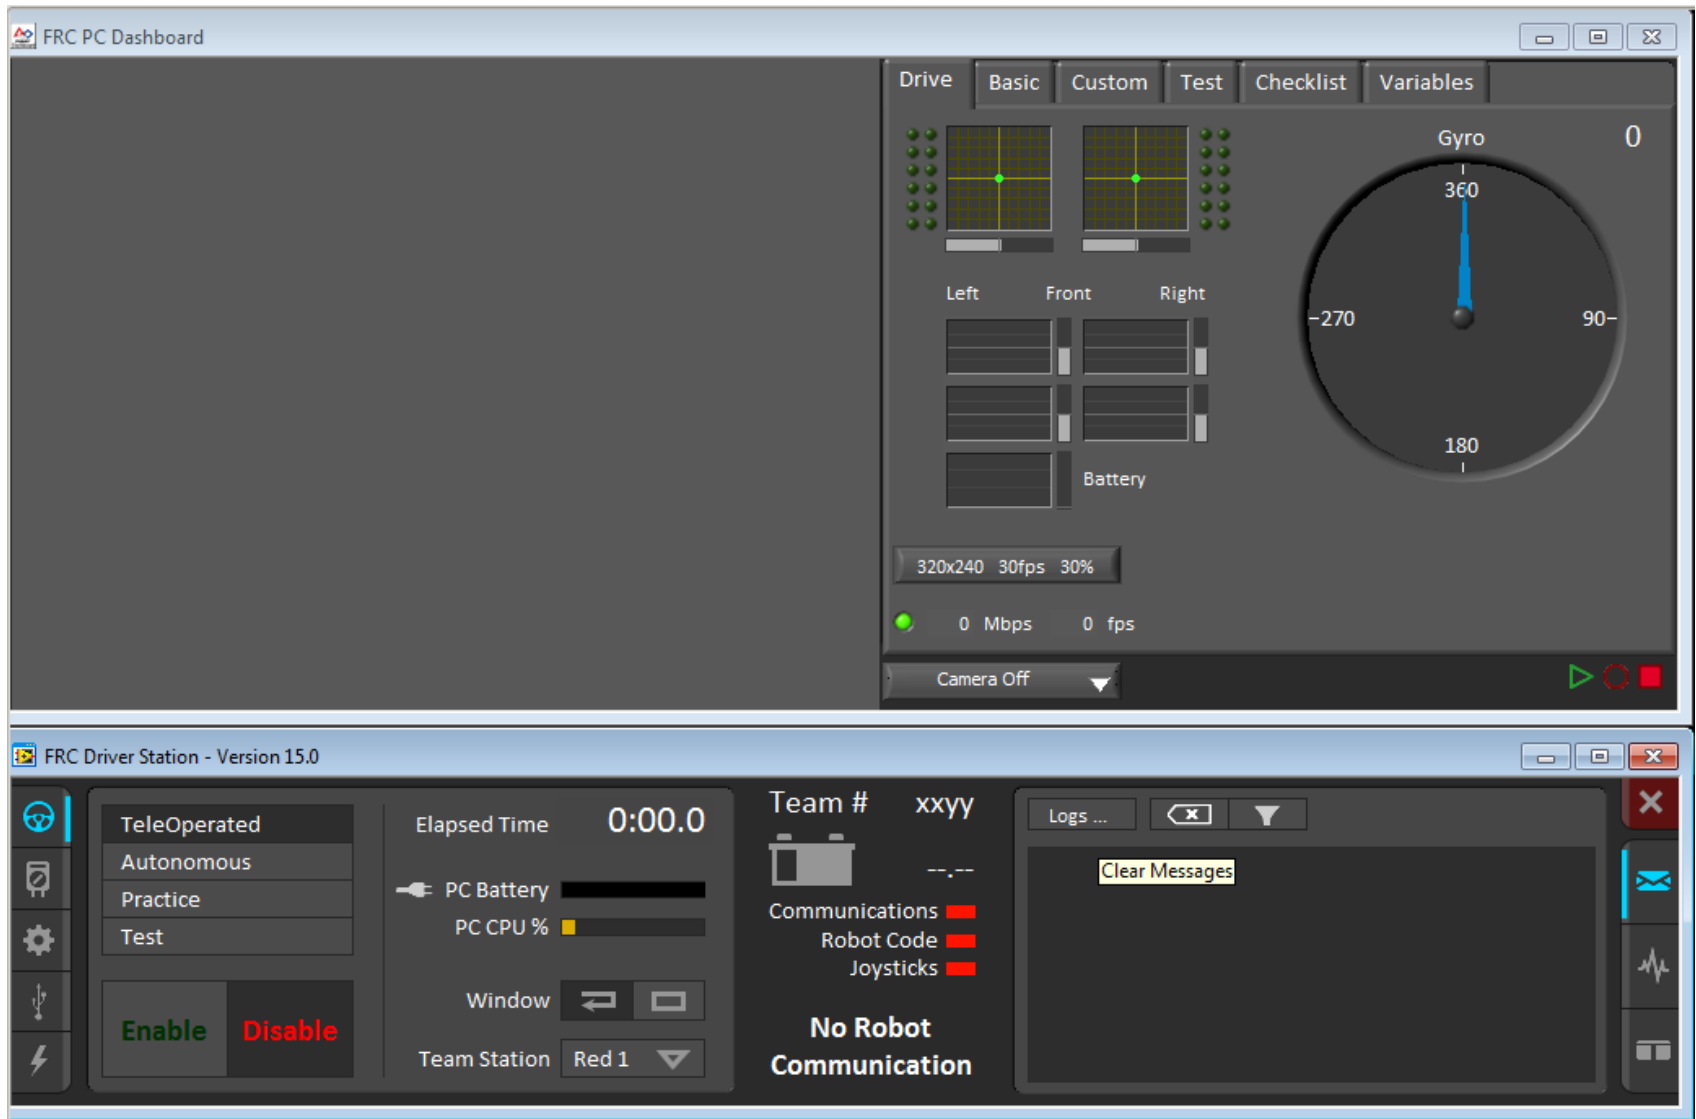 FRC PC Dashboard
Drive Basic Custom Test Checklist Variables
Gyro 0
360
-270 90-
180
Left Front Right
Battery
320x240 30fps 30%
0 Mbps 0 fps
Camera Off
FRC Driver Station - Version 15.0
TeleOperated
Autonomous
Practice
Test
Enable Disable
Elapsed Time 0:00.0
PC Battery
PC CPU %
Window
Team Station Red 1
Team # xxyy
--.--
Communications
Robot Code
Joysticks
No Robot
Communication
Logs ...
Clear Messages